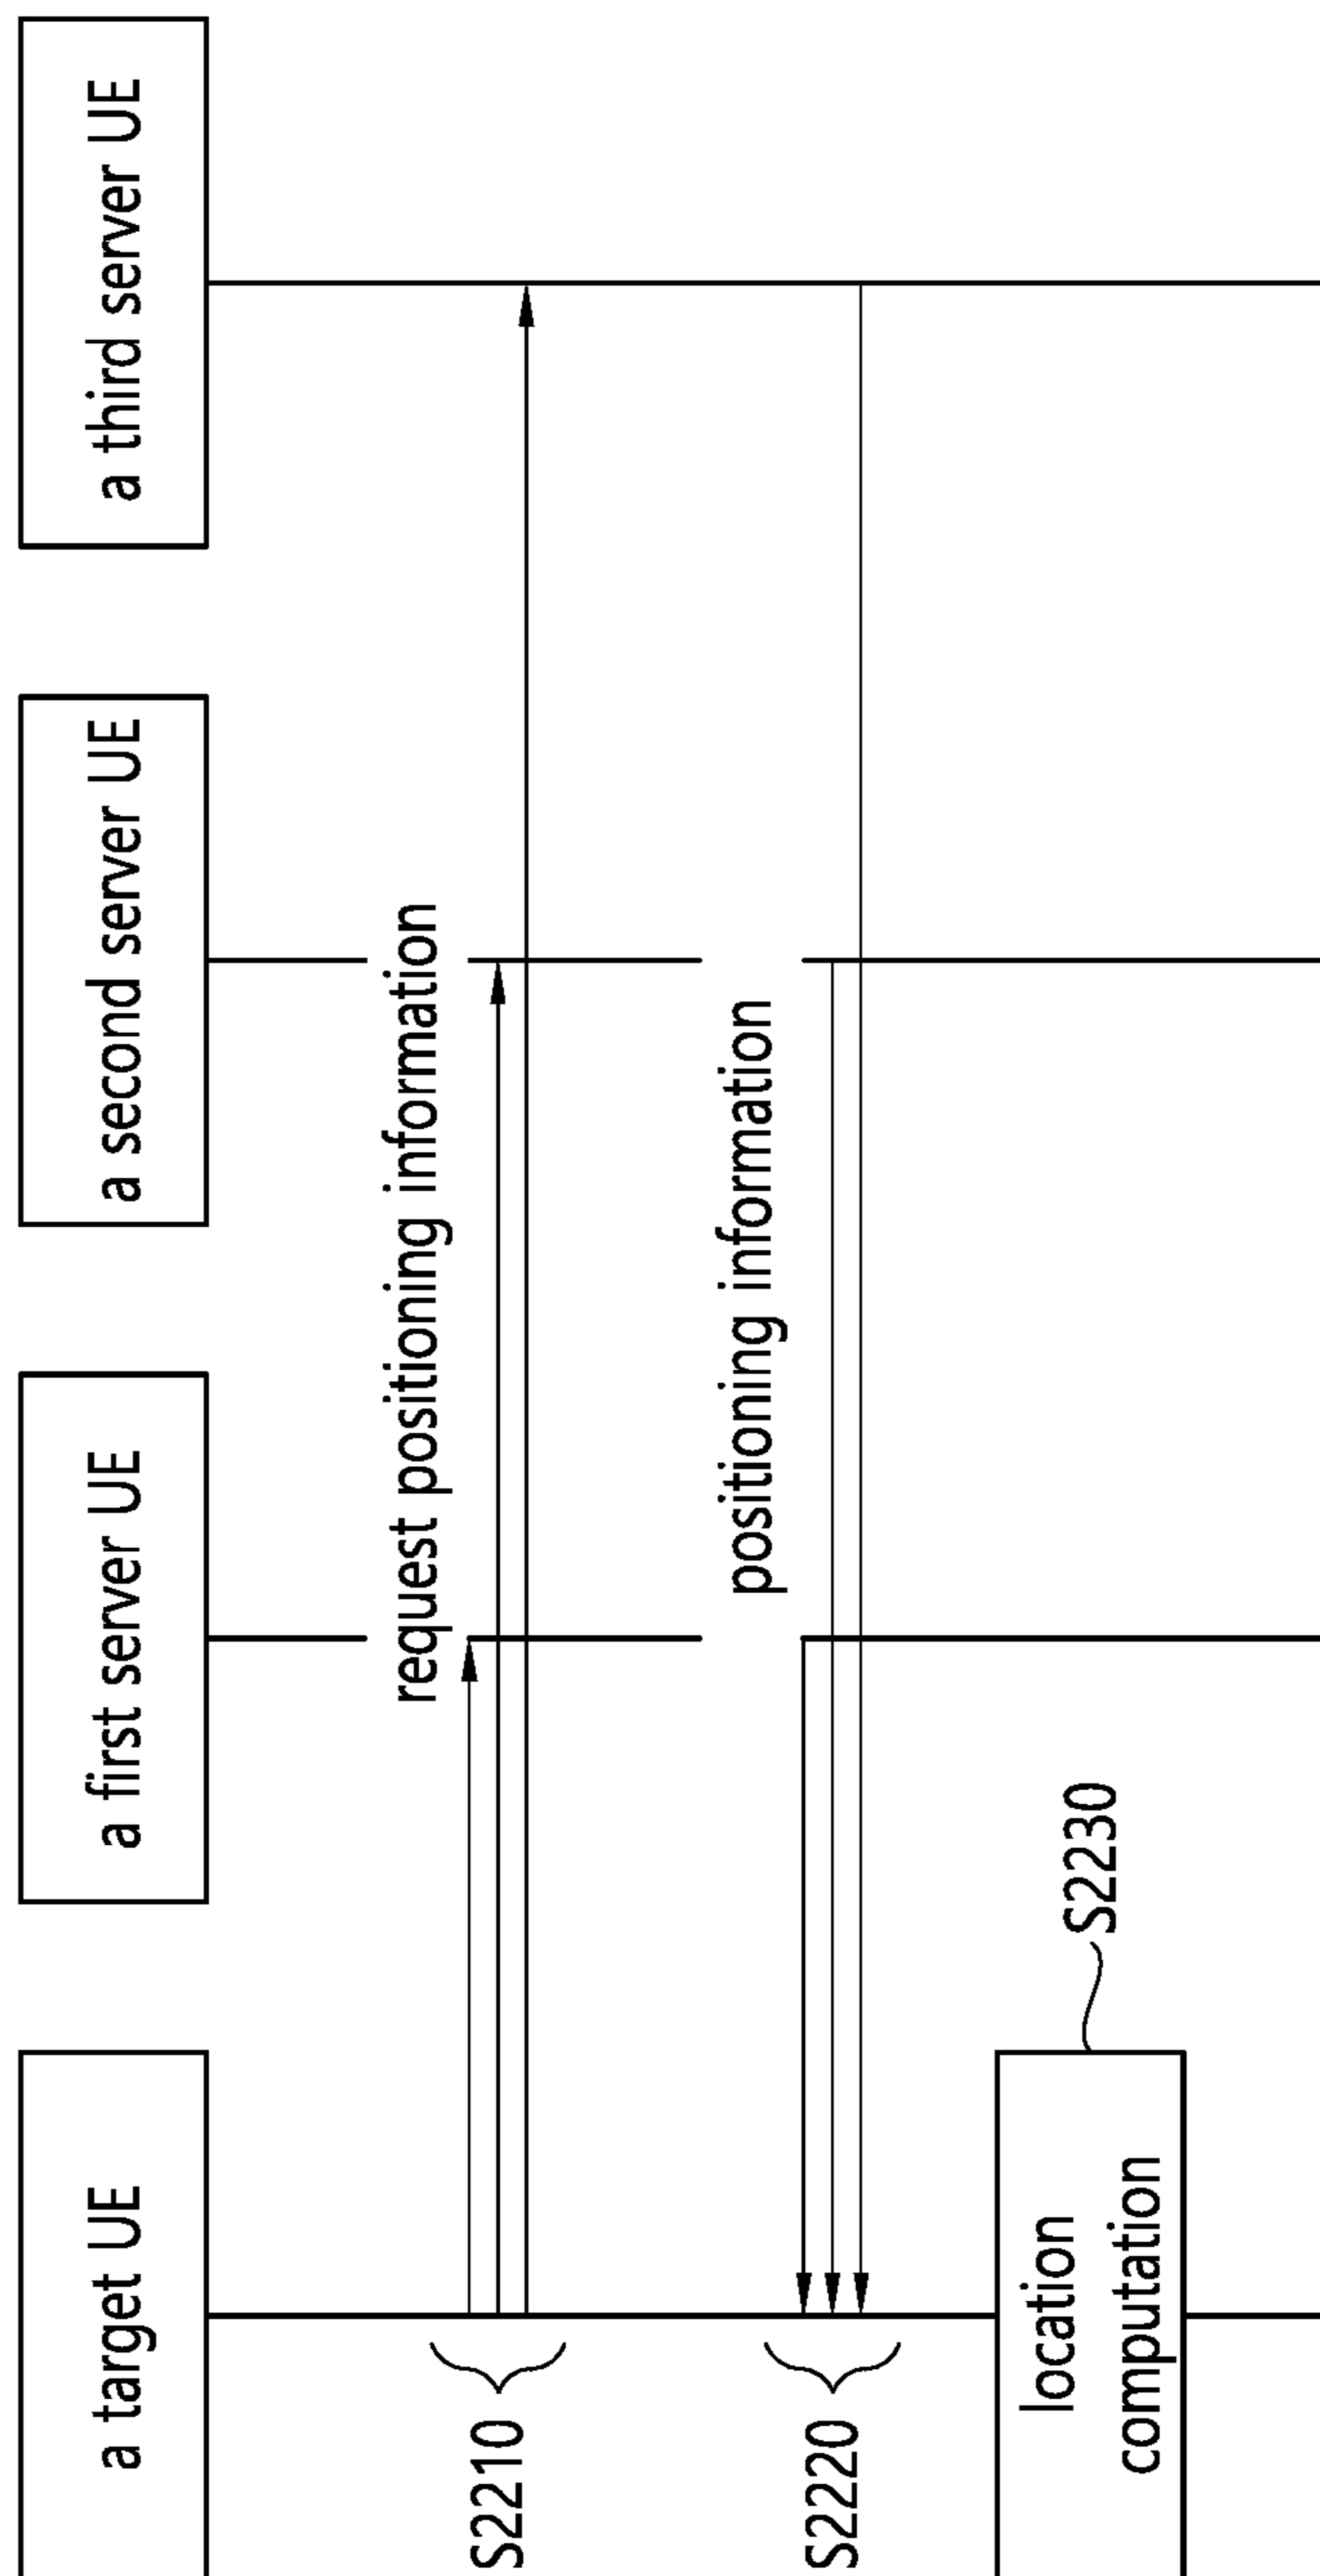 a target UE
a first server UE
a second server UE
a third server UE
request positioning information
S2210
positioning information
S2220
location
computation
S2230